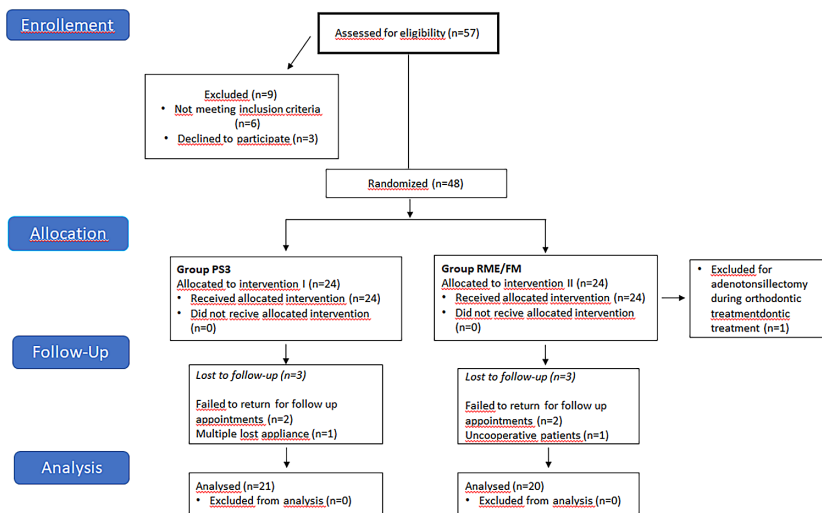 Enrollement
Assessed for eligibility (n=57)
Excluded (n=9)
• Not meeting inclusion criteria
(n=6)
• Declined to participate (n=3)
Randomized (n=48)
Allocation
Group PS3
Allocated to intervention I (n=24)
• Received allocated intervention (n=24)
• Did not recive allocated intervention
(n=0)
Group RME/FM
Allocated to intervention II (n=24)
• Received allocated intervention (n=24)
• Did not recive allocated intervention
(n=0)
• Excluded for
adenotonsillectomy
during orthodontic
treatmentdontic
treatment (n=1)
Follow-Up
Lost to follow-up (n=3)
Failed to return for follow up
appointments (n=2)
Multiple lost appliance (n=1)
Lost to follow-up (n=3)
Failed to return for follow up
appointments (n=2)
Uncooperative patients (n=1)
Analysis
Analysed (n=21)
• Excluded from analysis (n=0)
Analysed (n=20)
• Excluded from analysis (n=0)